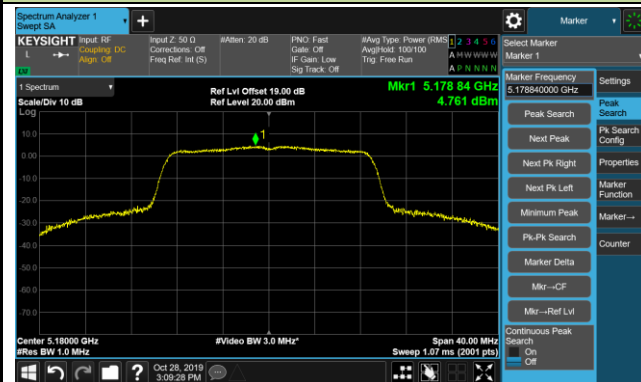 Spectrum Analyzer 1
Swept SA
Marker
KEYSIGHT
L
LXI
Input: RF
Coupling: DC
Align: Off
Input Z: 50 Ω
Corrections: Off
Freq Ref: Int (S)
#Atten: 20 dB
PNO: Fast
Gate: Off
IF Gain: Low
Sig Track: Off
#Avg Type: Power (RMS)
Avg|Hold: 100/100
Trig: Free Run
1 2 3 4 5 6
A W W W W W
A P N N N N
Select Marker
Marker 1
1 Spectrum
Scale/Div 10 dB
Log
Ref Lvl Offset 19.00 dB
Ref Level 20.00 dBm
Mkr1 5.178 84 GHz
4.761 dBm
1
10.0
0.00
-10.0
-20.0
-30.0
-40.0
-50.0
-60.0
-70.0
Center 5.18000 GHz
#Res BW 1.0 MHz
#Video BW 3.0 MHz*
Span 40.00 MHz
Sweep 1.07 ms (2001 pts)
Marker Frequency
5.178840000 GHz
Peak Search
Next Peak
Next Pk Right
Next Pk Left
Minimum Peak
Pk-Pk Search
Marker Delta
Mkr→CF
Mkr→Ref Lvl
Continuous Peak
Search
On
Off
Settings
Peak
Search
Pk Search
Config
Properties
Marker
Function
Marker→
Counter
?
Oct 28, 2019
3:09:28 PM